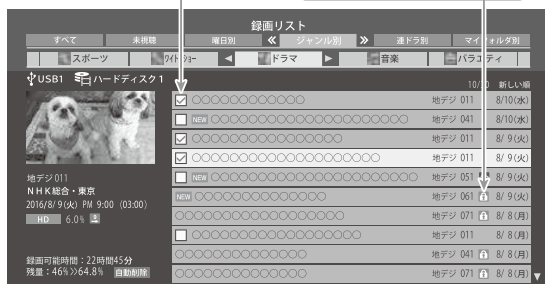 録画リスト
すべて 未視聴 曜日別 ≪ ジャンル別 ≫ 連ドラ別 マイフォルダ別
スポーツ ワイドショー ◀ ドラマ ▶ 音楽 バラエティ
USB1 ハードディスク1
新しい順
○○○○○○○○○○○○ 地デジ 011 8/10(水)
NEW ○○○○○○○○○○○○○○○○○○○○ 地デジ 041 8/10(水)
○○○○○○○○○○○○○○○○ 地デジ 011 8/ 9(火)
○○○○○○○○○○○○○○○○○○○○ 地デジ 011 8/ 9(火)
NEW ○○○○○○○○○○○○○○○○○○○○○ 地デジ 051 8/ 9(火)
NEW ○○○○○○○○○○○ 地デジ 061 8/ 9(火)
○○○○○○○○○○○○○○○○○○ 地デジ 071 8/ 8(月)
○○○○○○○○○○○○○○○○○○ 地デジ 011 8/ 8(月)
○○○○○○○○○○○○○○ 地デジ 041 8/ 8(月)
○○○○○○○○○○○○○○ 地デジ 071 8/ 8(月) ▼
地デジ 011
NHK総合・東京
2016/8/ 9(火) PM 9:00 (03:00)
HD 6.0%
録画可能時間:22時間45分
残量:46%≫64.8% 自動削除